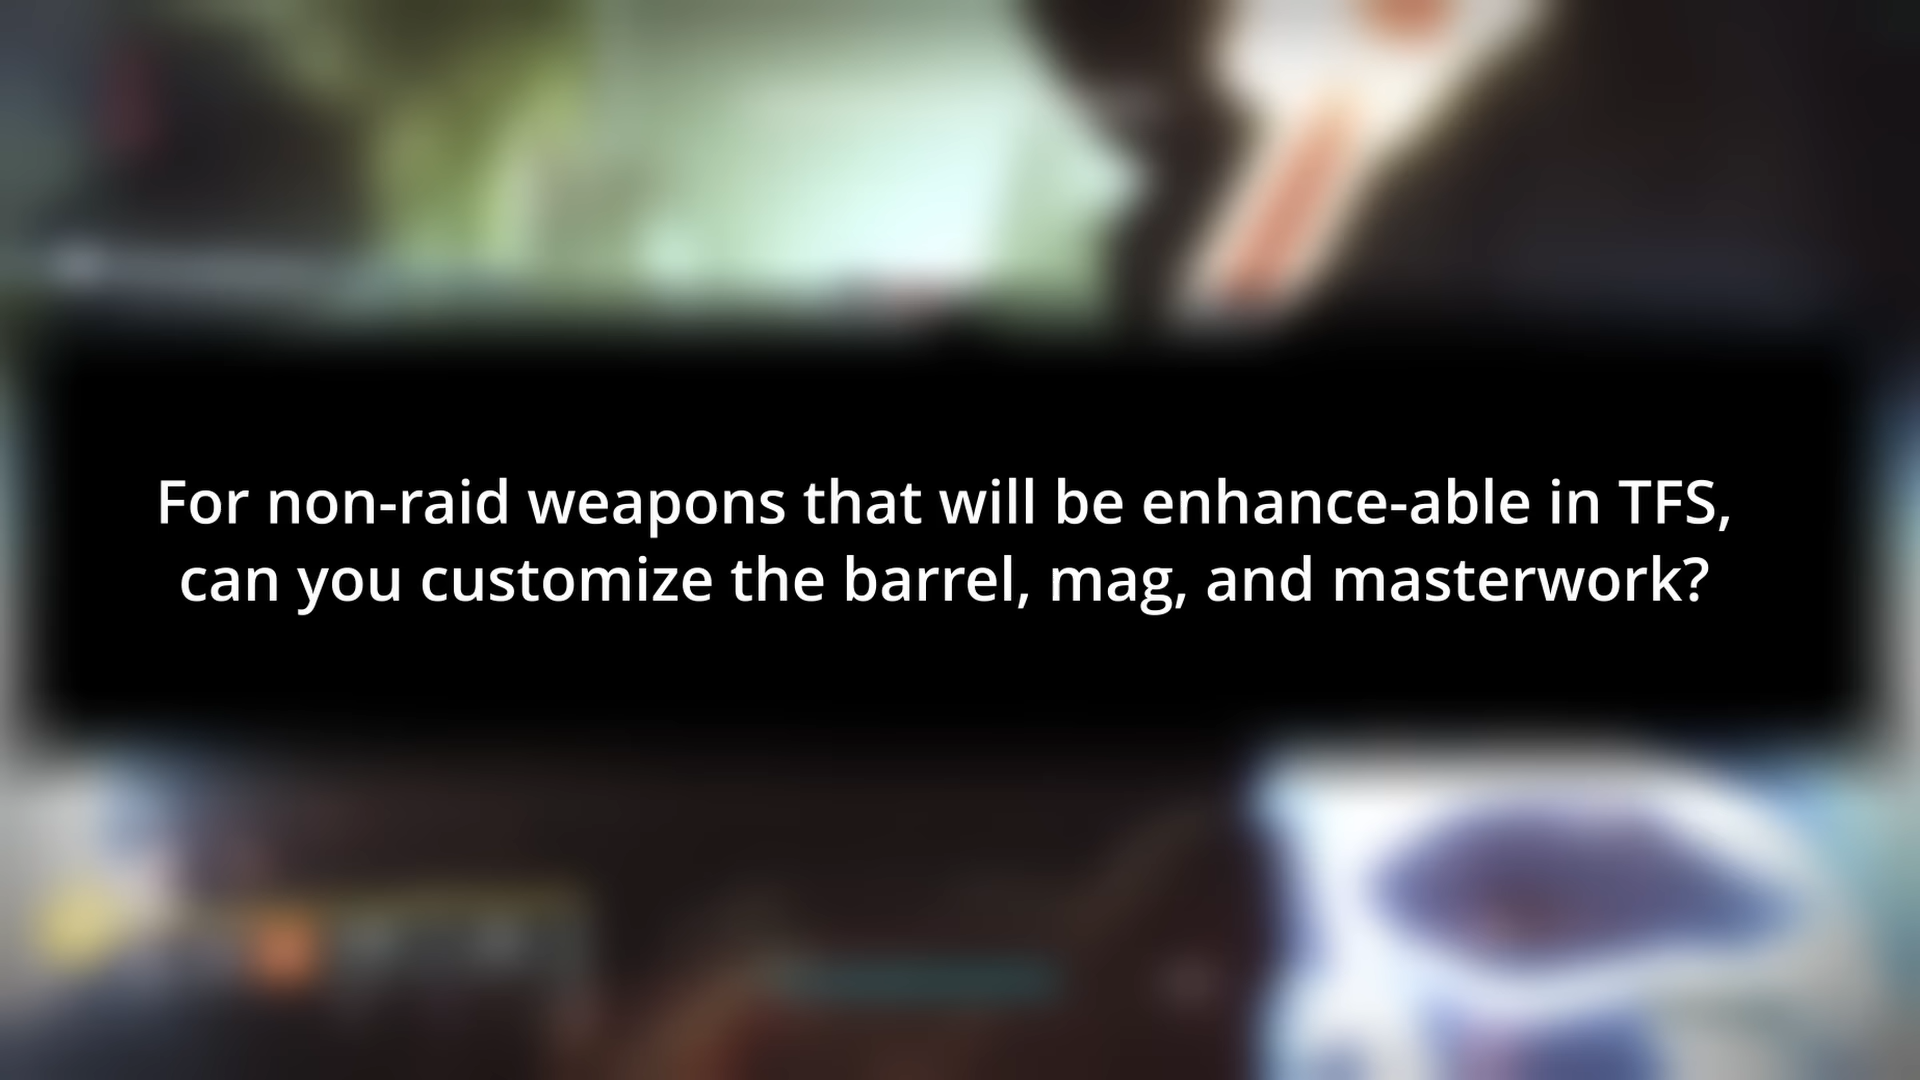 For non-raid weapons that will be enhance-able in TFS,
can you customize the barrel, mag, and masterwork?